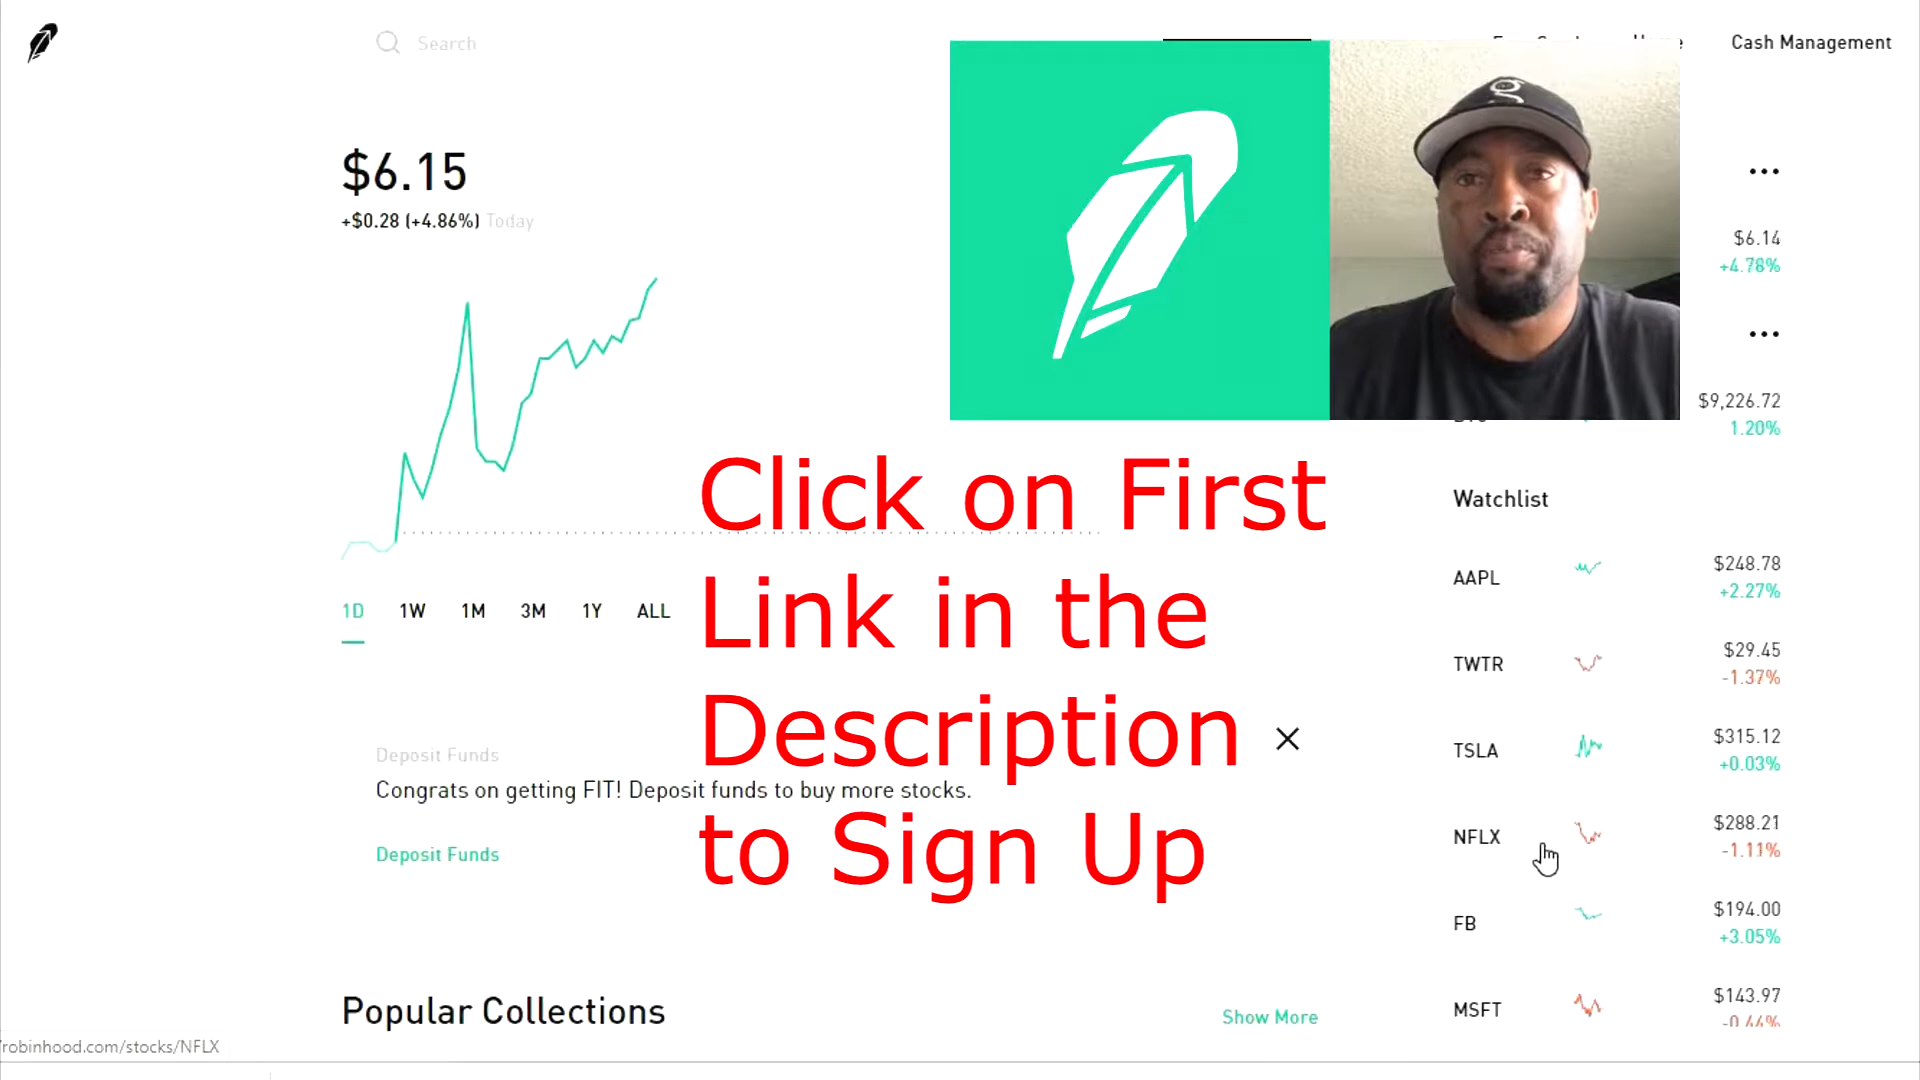 Search
Cash Management
$6.15
+$0.28 (+4.86%) Today
$6.14
+4.78%
$9,226.72
1.20%
Click on First
Link in the
Description
to Sign Up
1D 1W 1M 3M 1Y ALL
Deposit Funds
Congrats on getting FIT! Deposit funds to buy more stocks.
Deposit Funds
Popular Collections
Show More
Watchlist
AAPL
$248.78
+2.27%
TWTR
$29.45
-1.37%
TSLA
$315.12
+0.03%
NFLX
$288.21
-1.11%
FB
$194.00
+3.05%
MSFT
$143.97
robinhood.com/stocks/NFLX